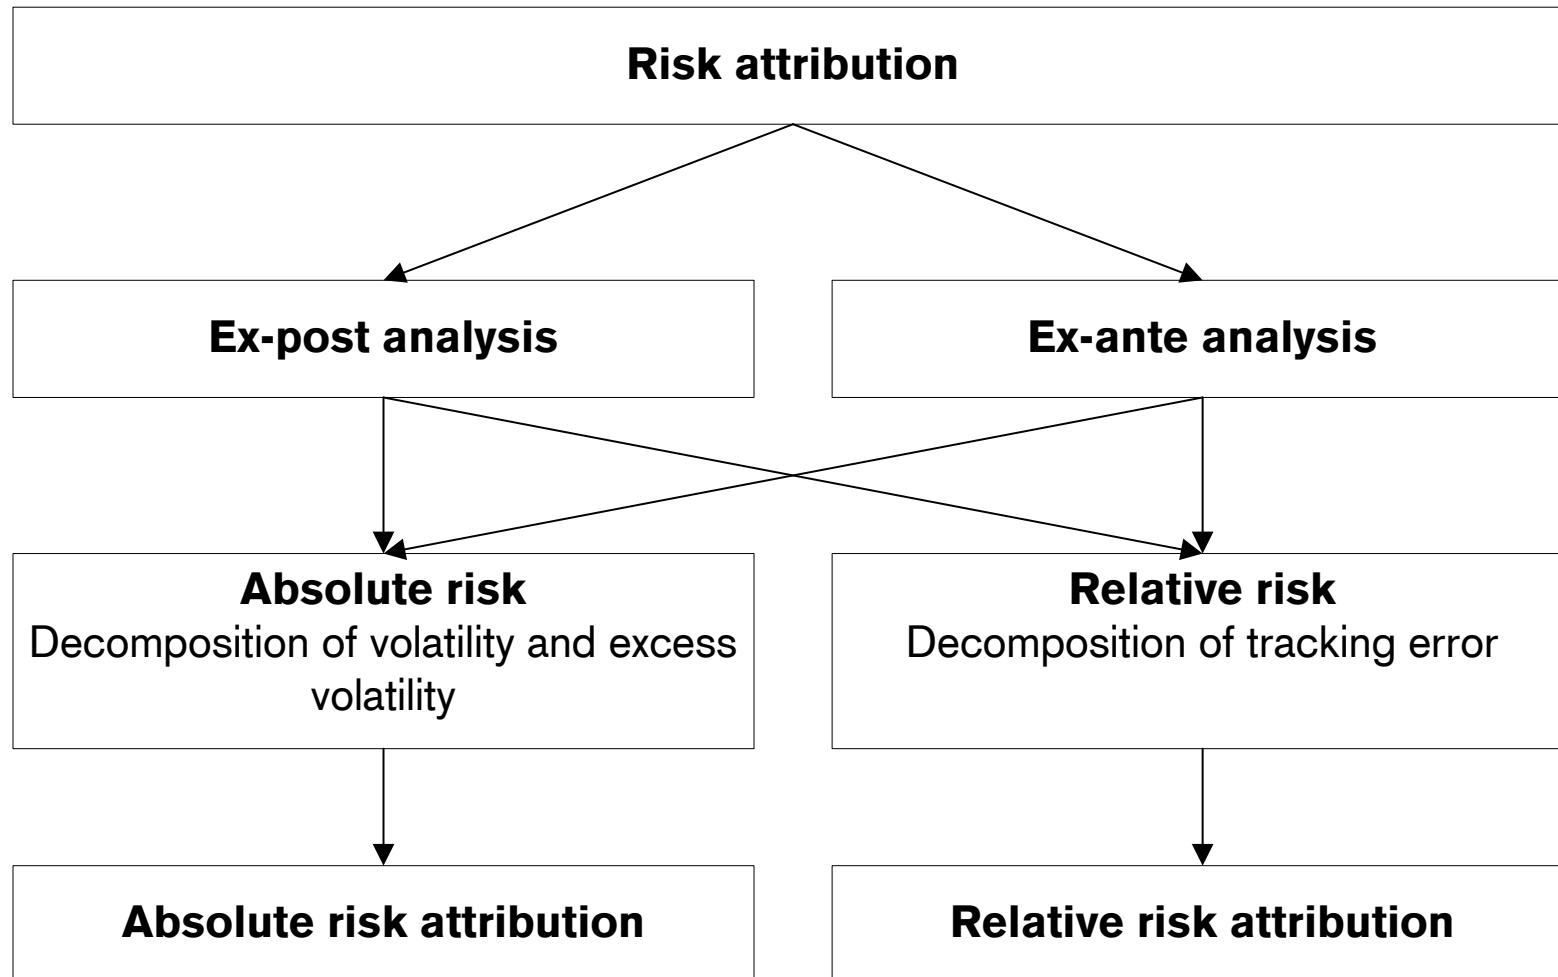 Risk attribution
Ex-post analysis
Ex-ante analysis
Absolute risk
Decomposition of volatility and excess
volatility
Relative risk
Decomposition of tracking error
Absolute risk attribution
Relative risk attribution